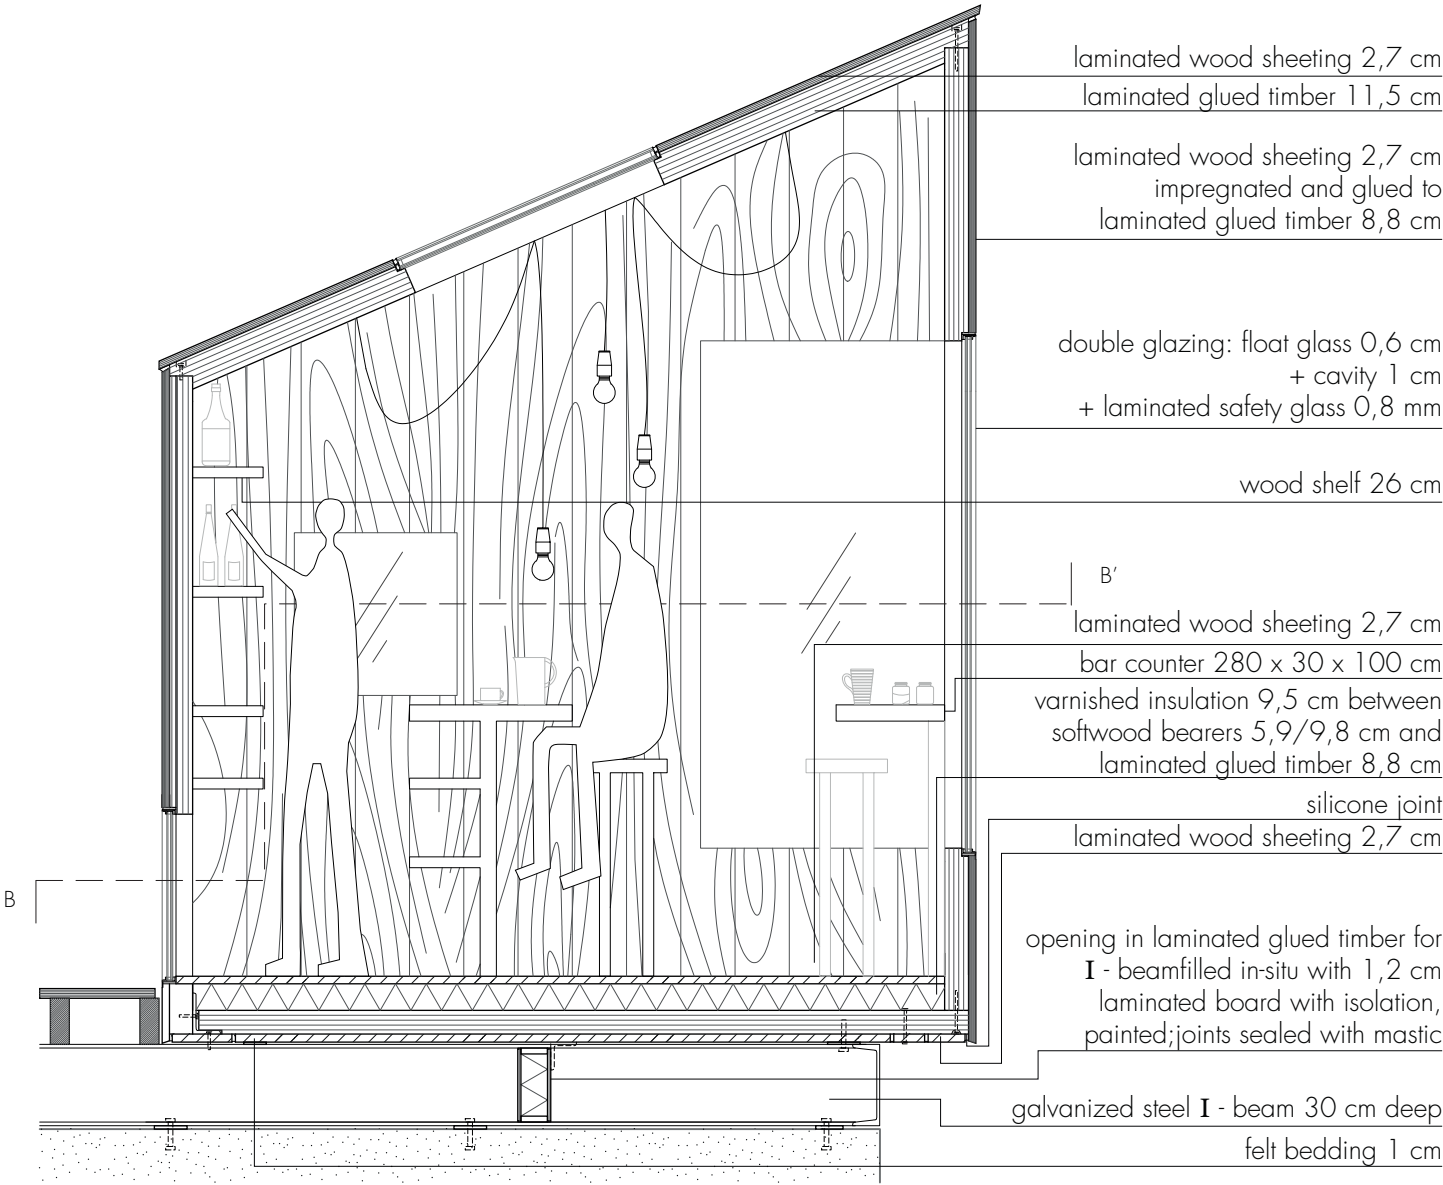 laminated wood sheeting 2,7 cm
laminated glued timber 11,5 cm
laminated wood sheeting 2,7 cm
impregnated and glued to
laminated glued timber 8,8 cm
double glazing: float glass 0,6 cm
+ cavity 1 cm
+ laminated safety glass 0,8 mm
wood shelf 26 cm
B'
laminated wood sheeting 2,7 cm
bar counter 280 x 30 x 100 cm
varnished insulation 9,5 cm between
softwood bearers 5,9/9,8 cm and
laminated glued timber 8,8 cm
silicone joint
laminated wood sheeting 2,7 cm
B
opening in laminated glued timber for
I - beamfilled in-situ with 1,2 cm
laminated board with isolation,
painted;joints sealed with mastic
galvanized steel I - beam 30 cm deep
felt bedding 1 cm